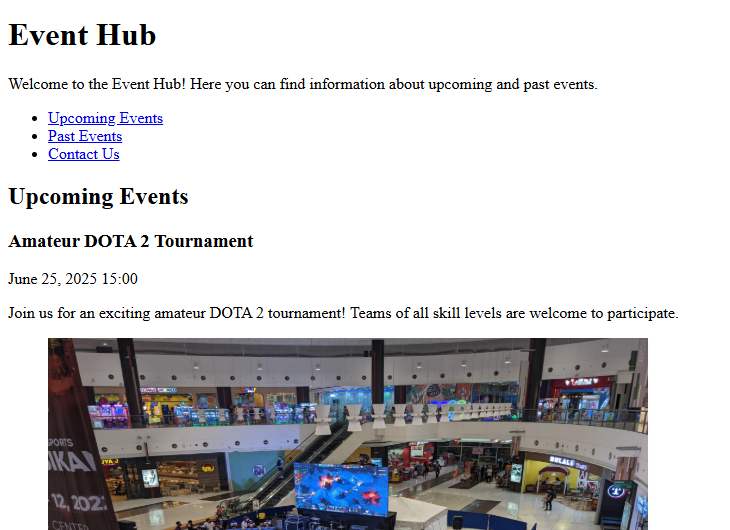 Event Hub
Welcome to the Event Hub! Here you can find information about upcoming and past events.
Upcoming Events
Past Events
Contact Us
Upcoming Events
Amateur DOTA 2 Tournament
June 25, 2025 15:00
Join us for an exciting amateur DOTA 2 tournament! Teams of all skill levels are welcome to participate.
BULALO
12, 202
CENTER